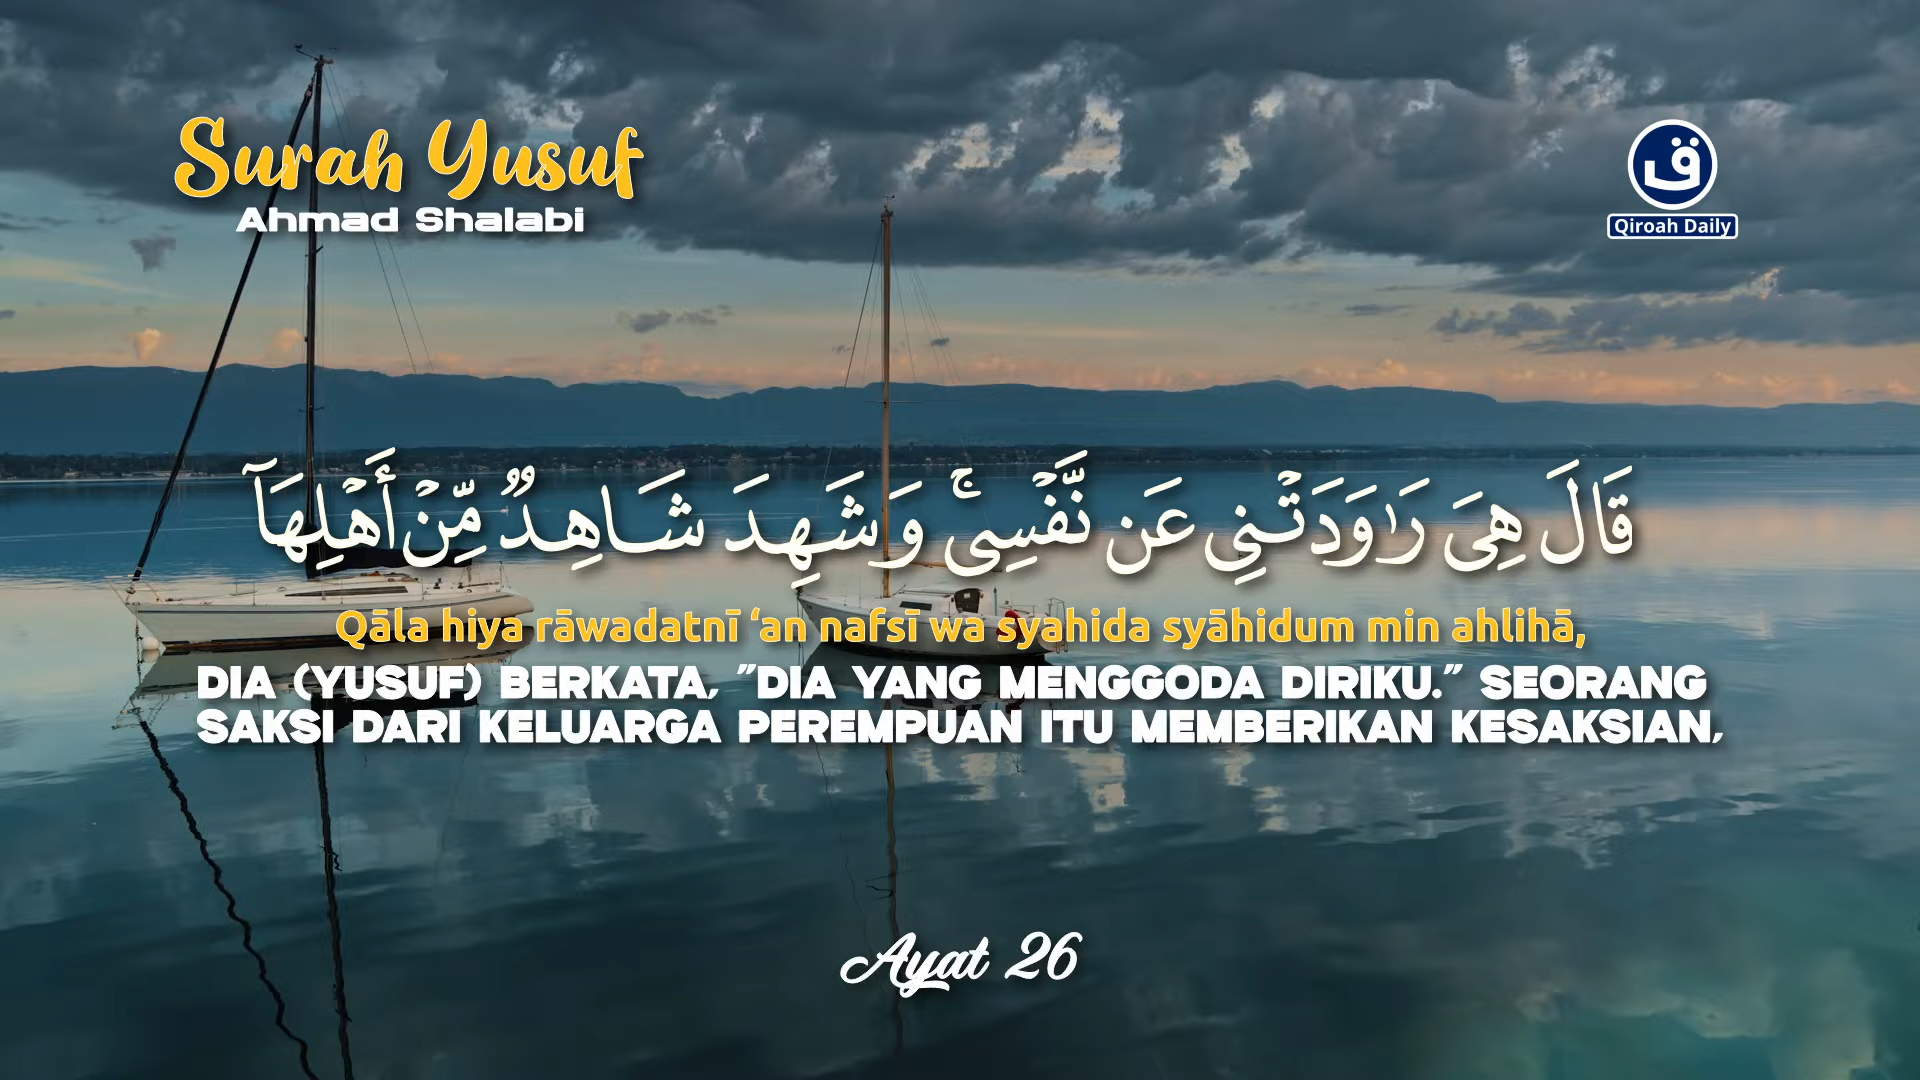 Surah Yusuf
Ahmad Shalabi
ق
Qiroah Daily
قَالَ هِيَ رَاوَدَتْنِي عَن نَّفْسِيۚ وَشَهِدَ شَاهِدٌ مِّنْ أَهْلِهَآ
Qāla hiya rāwadatnī ‘an nafsī wa syahida syāhidum min ahlihā,
DIA (YUSUF) BERKATA, "DIA YANG MENGGODA DIRIKU." SEORANG
SAKSI DARI KELUARGA PEREMPUAN ITU MEMBERIKAN KESAKSIAN,
Ayat 26